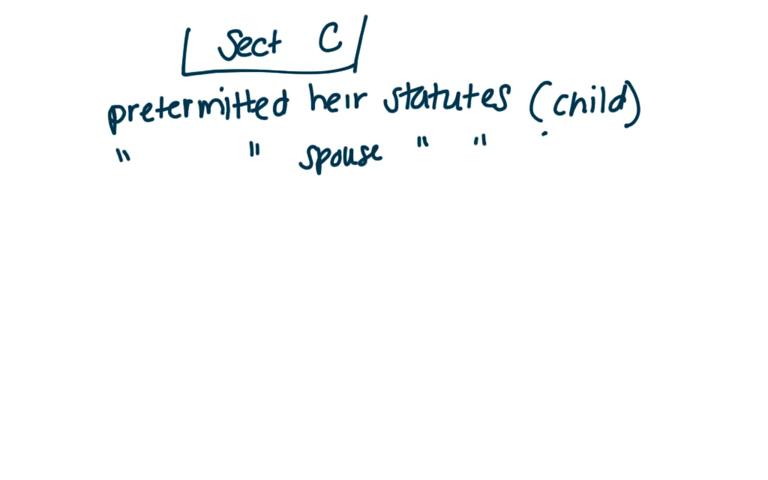 Sect C
pretermitted heir statutes (child)
" " spouse " "